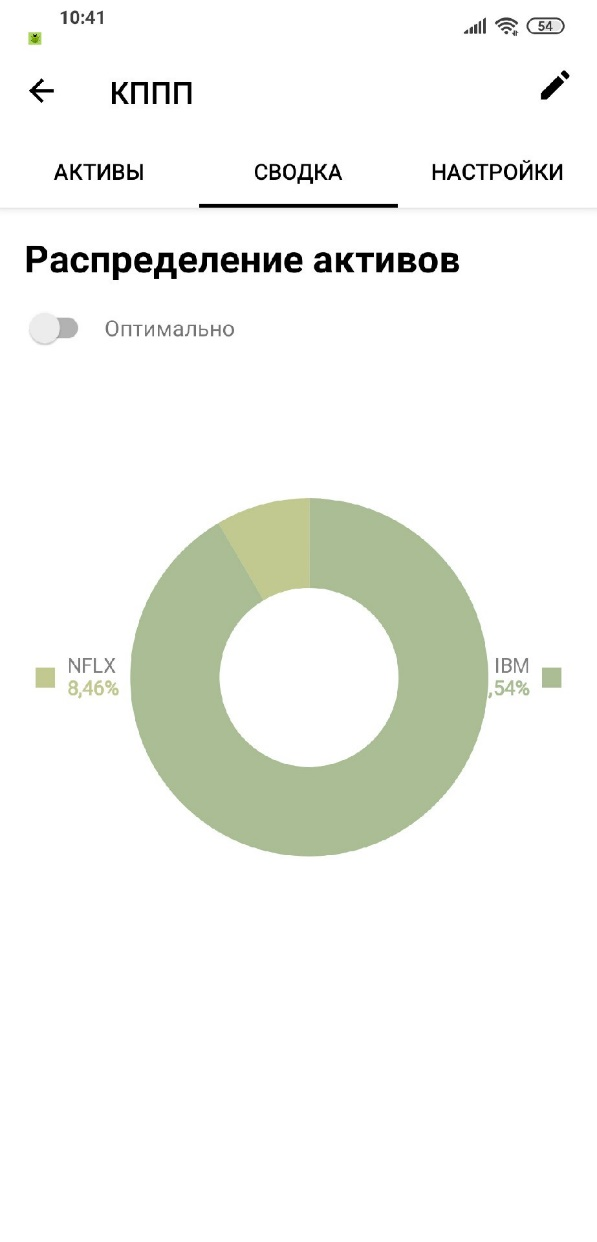 10:41
54
КППП
АКТИВЫ СВОДКА НАСТРОЙКИ
Распределение активов
Оптимально
NFLX
8,46%
IBM
,54%